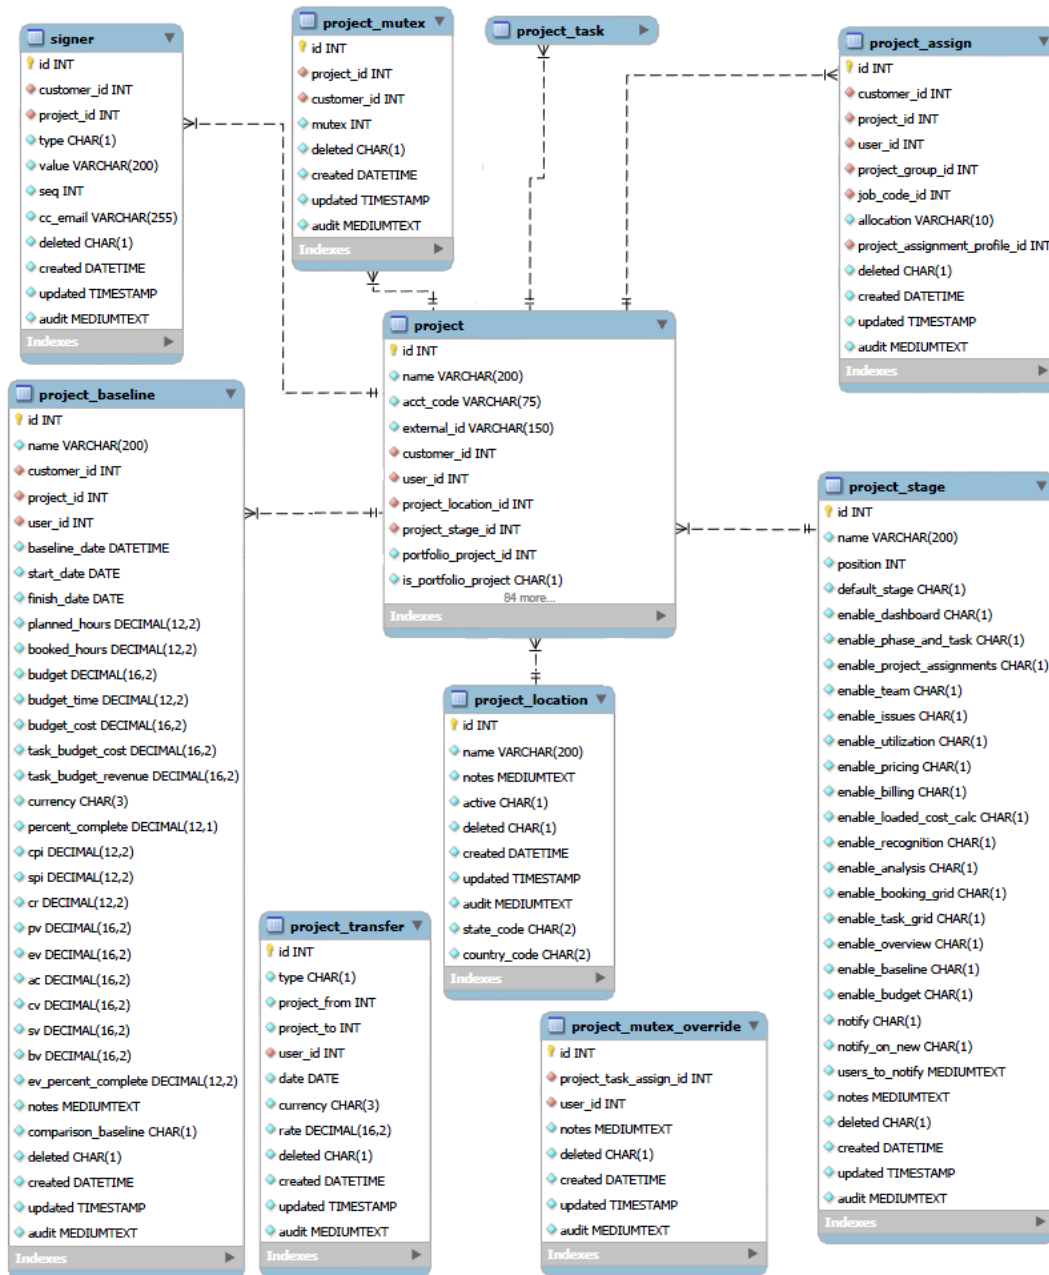 signer
id INT
customer_id INT
project_id INT
type CHAR(1)
value VARCHAR(200)
seq INT
cc_email VARCHAR(255)
deleted CHAR(1)
created DATETIME
updated TIMESTAMP
audit MEDIUMTEXT
Indexes
project_mutex
id INT
project_id INT
customer_id INT
mutex INT
deleted CHAR(1)
created DATETIME
updated TIMESTAMP
audit MEDIUMTEXT
Indexes
project_task
project_assign
id INT
customer_id INT
project_id INT
user_id INT
project_group_id INT
job_code_id INT
allocation VARCHAR(10)
project_assignment_profile_id INT
deleted CHAR(1)
created DATETIME
updated TIMESTAMP
audit MEDIUMTEXT
Indexes
project
id INT
name VARCHAR(200)
acct_code VARCHAR(75)
external_id VARCHAR(150)
customer_id INT
user_id INT
project_location_id INT
project_stage_id INT
portfolio_project_id INT
is_portfolio_project CHAR(1)
84 more...
Indexes
project_baseline
id INT
name VARCHAR(200)
customer_id INT
project_id INT
user_id INT
baseline_date DATETIME
start_date DATE
finish_date DATE
planned_hours DECIMAL(12,2)
booked_hours DECIMAL(12,2)
budget DECIMAL(16,2)
budget_time DECIMAL(12,2)
budget_cost DECIMAL(16,2)
task_budget_cost DECIMAL(16,2)
task_budget_revenue DECIMAL(16,2)
currency CHAR(3)
percent_complete DECIMAL(12,1)
cpi DECIMAL(12,2)
spi DECIMAL(12,2)
cr DECIMAL(12,2)
pv DECIMAL(16,2)
ev DECIMAL(16,2)
ac DECIMAL(16,2)
cv DECIMAL(16,2)
sv DECIMAL(16,2)
bv DECIMAL(16,2)
ev_percent_complete DECIMAL(12,2)
notes MEDIUMTEXT
comparison_baseline CHAR(1)
deleted CHAR(1)
created DATETIME
updated TIMESTAMP
audit MEDIUMTEXT
Indexes
project_stage
id INT
name VARCHAR(200)
position INT
default_stage CHAR(1)
enable_dashboard CHAR(1)
enable_phase_and_task CHAR(1)
enable_project_assignments CHAR(1)
enable_team CHAR(1)
enable_issues CHAR(1)
enable_utilization CHAR(1)
enable_pricing CHAR(1)
enable_billing CHAR(1)
enable_loaded_cost_calc CHAR(1)
enable_recognition CHAR(1)
enable_analysis CHAR(1)
enable_booking_grid CHAR(1)
enable_task_grid CHAR(1)
enable_overview CHAR(1)
enable_baseline CHAR(1)
enable_budget CHAR(1)
notify CHAR(1)
notify_on_new CHAR(1)
users_to_notify MEDIUMTEXT
notes MEDIUMTEXT
deleted CHAR(1)
created DATETIME
updated TIMESTAMP
audit MEDIUMTEXT
Indexes
project_location
id INT
name VARCHAR(200)
notes MEDIUMTEXT
active CHAR(1)
deleted CHAR(1)
created DATETIME
updated TIMESTAMP
audit MEDIUMTEXT
state_code CHAR(2)
country_code CHAR(2)
Indexes
project_transfer
id INT
type CHAR(1)
project_from INT
project_to INT
user_id INT
date DATE
currency CHAR(3)
rate DECIMAL(16,2)
deleted CHAR(1)
created DATETIME
updated TIMESTAMP
audit MEDIUMTEXT
Indexes
project_mutex_override
id INT
project_task_assign_id INT
user_id INT
notes MEDIUMTEXT
deleted CHAR(1)
created DATETIME
updated TIMESTAMP
audit MEDIUMTEXT
Indexes